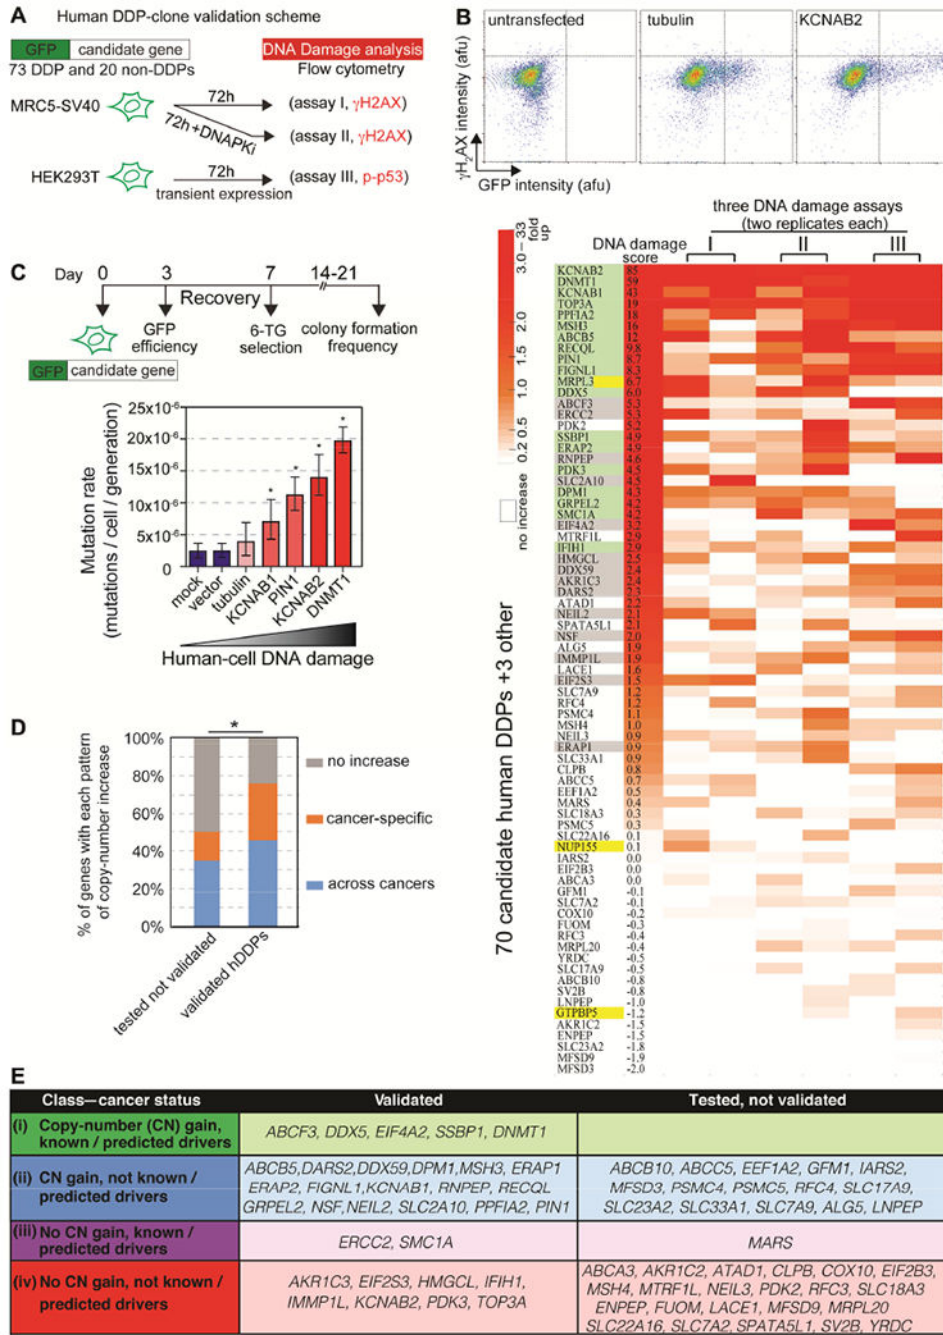 A Human DDP-clone validation scheme
GFP candidate gene
73 DDP and 20 non-DDPs
DNA Damage analysis
Flow cytometry
MRC5-SV40
72h
(assay I, γH2AX)
72h+DNAPKi
(assay II, γH2AX)
HEK293T
72h
transient expression
(assay III, p-p53)
B
untransfected
tubulin
KCNAB2
γH₂AX intensity (afu)
GFP intensity (afu)
three DNA damage assays
(two replicates each)
DNA damage
score
I
II
III
3.0–33
fold
up
2.0
1.5
1.0
0.5
0.2
no increase
70 candidate human DDPs +3 other
KCNAB2 85
DNMT1 59
KCNAB1 43
TOP3A 19
PPFIA2 18
MSH3 16
ABCB5 12
RECQL 9.8
PIN1 8.7
FIGNL1 8.3
MRPL3 6.7
DDX5 6.0
ABCF3 5.3
ERCC2 5.3
PDK2 5.2
SSBP1 4.9
ERAP2 4.9
RNPEP 4.6
PDK3 4.5
SLC2A10 4.5
DPM1 4.3
GRPEL2 4.2
SMC1A 4.2
EIF4A2 3.2
MTRF1L 2.9
IFIH1 2.9
HMGCL 2.5
DDX59 2.4
AKR1C3 2.4
DARS2 2.3
ATAD1 2.2
NEIL2 2.1
SPATA5L1 2.1
NSF 2.0
ALG5 1.9
IMMP1L 1.9
LACE1 1.6
EIF2S3 1.5
SLC7A9 1.2
RFC4 1.2
PSMC4 1.1
MSH4 1.0
NEIL3 0.9
ERAP1 0.9
SLC33A1 0.9
CLPB 0.8
ABCC5 0.7
EEF1A2 0.5
MARS 0.4
SLC18A3 0.3
PSMC5 0.3
SLC22A16 0.1
NUP155 0.1
IARS2 0.0
EIF2B3 0.0
ABCA3 0.0
GFM1 -0.1
SLC7A2 -0.1
COX10 -0.2
FUOM -0.3
RFC3 -0.4
MRPL20 -0.4
YRDC -0.5
SLC17A9 -0.5
ABCB10 -0.8
SV2B -0.8
LNPEP -1.0
GTPBP5 -1.2
AKR1C2 -1.5
ENPEP -1.5
SLC23A2 -1.8
MFSD9 -1.9
MFSD3 -2.0
C
Day 0 3 7 14-21
Recovery
GFP
efficiency
6-TG
selection
colony formation
frequency
GFP candidate gene
Mutation rate
(mutations / cell / generation)
25x10-6
20x10-6
15x10-6
10x10-6
5x10-6
* * * *
mock
vector
tubulin
KCNAB1
PIN1
KCNAB2
DNMT1
Human-cell DNA damage
D
% of genes with each pattern
of copy-number increase
100%
80%
60%
40%
20%
0%
*
no increase
cancer-specific
across cancers
tested not validated
validated hDDPs
E
Class—cancer status
Validated
Tested, not validated
(i) Copy-number (CN) gain,
known / predicted drivers
ABCF3, DDX5, EIF4A2, SSBP1, DNMT1
(ii) CN gain, not known /
predicted drivers
ABCB5,DARS2,DDX59,DPM1,MSH3, ERAP1
ERAP2, FIGNL1,KCNAB1, RNPEP, RECQL
GRPEL2, NSF,NEIL2, SLC2A10, PPFIA2, PIN1
ABCB10, ABCC5, EEF1A2, GFM1, IARS2,
MFSD3, PSMC4, PSMC5, RFC4, SLC17A9,
SLC23A2, SLC33A1, SLC7A9, ALG5, LNPEP
(iii) No CN gain, known /
predicted drivers
ERCC2, SMC1A
MARS
(iv) No CN gain, not known /
predicted drivers
AKR1C3, EIF2S3, HMGCL, IFIH1,
IMMP1L, KCNAB2, PDK3, TOP3A
ABCA3, AKR1C2, ATAD1, CLPB, COX10, EIF2B3,
MSH4, MTRF1L, NEIL3, PDK2, RFC3, SLC18A3
ENPEP, FUOM, LACE1, MFSD9, MRPL20
SLC22A16, SLC7A2, SPATA5L1, SV2B, YRDC